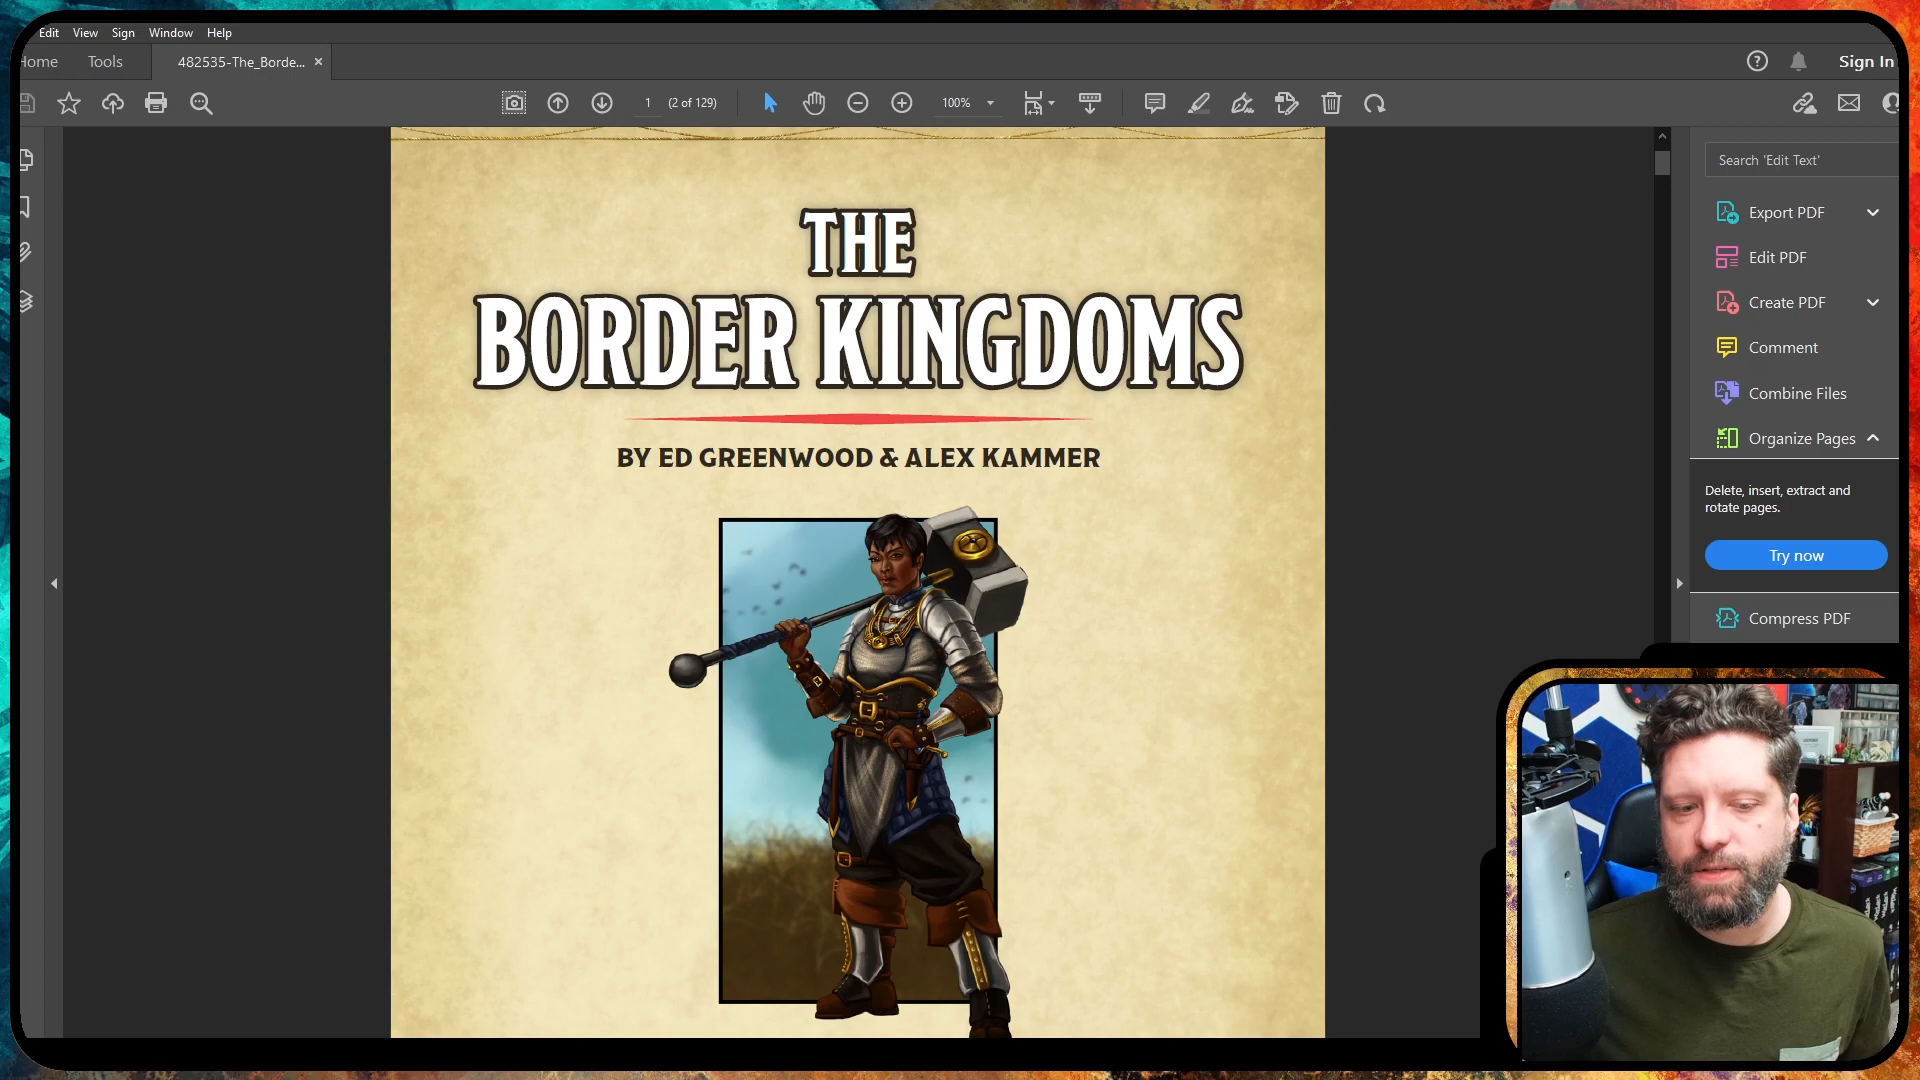 Edit View Sign Window Help
Home Tools 482535-The_Borde... ×
Sign In
1 (2 of 129) 100%
THE
BORDER KINGDOMS
BY ED GREENWOOD & ALEX KAMMER
Search 'Edit Text'
Export PDF
Edit PDF
Create PDF
Comment
Combine Files
Organize Pages
Delete, insert, extract and
rotate pages.
Try now
Compress PDF